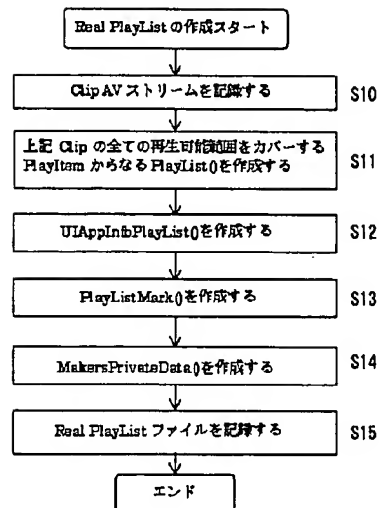 Real PlayList の作成スタート
Clip AV ストリームを記録する
S10
上記 Clip の全ての再生可能範囲をカバーする
PlayItem からなる PlayList()を作成する
S11
UIAppInfoPlayList()を作成する
S12
PlayListMark()を作成する
S13
MakersPrivateData()を作成する
S14
Real PlayList ファイルを記録する
S15
エンド